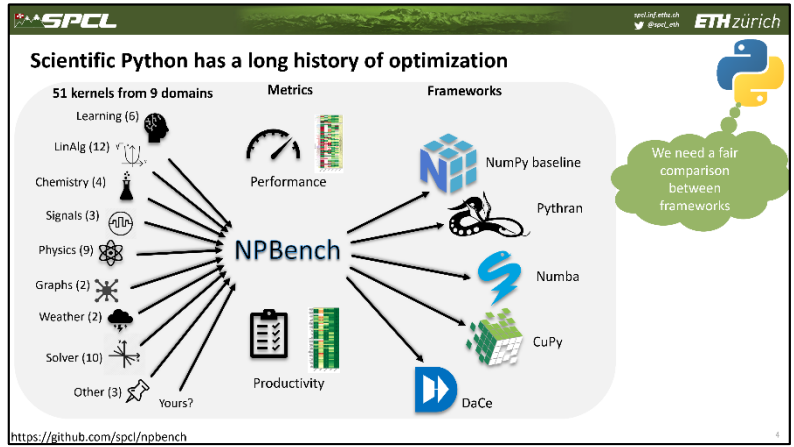 SPCL
spcl.inf.ethz.ch
@spcl_eth
ETH zürich
Scientific Python has a long history of optimization
51 kernels from 9 domains
Metrics
Frameworks
Learning (6)
LinAlg (12)
Chemistry (4)
Signals (3)
Physics (9)
Graphs (2)
Weather (2)
Solver (10)
Other (3)
Yours?
Performance
NPBench
Productivity
NumPy baseline
Pythran
Numba
CuPy
DaCe
We need a fair
comparison
between
frameworks
https://github.com/spcl/npbench
4